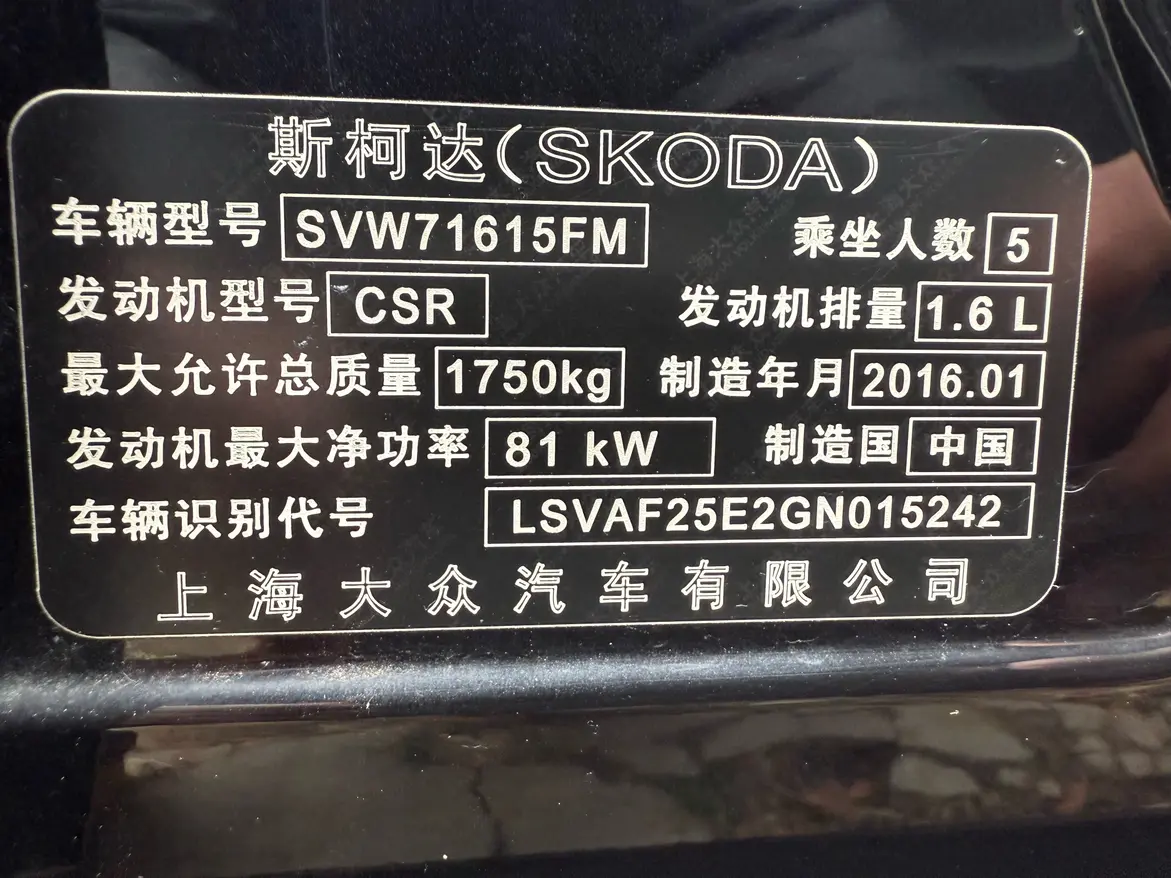 斯柯达(SKODA)
车辆型号 SVW71615FM 乘坐人数 5
发动机型号 CSR 发动机排量 1.6 L
最大允许总质量 1750kg 制造年月 2016.01
发动机最大净功率 81 kW 制造国 中国
车辆识别代号 LSVAF25E2GN015242
上海大众汽车有限公司